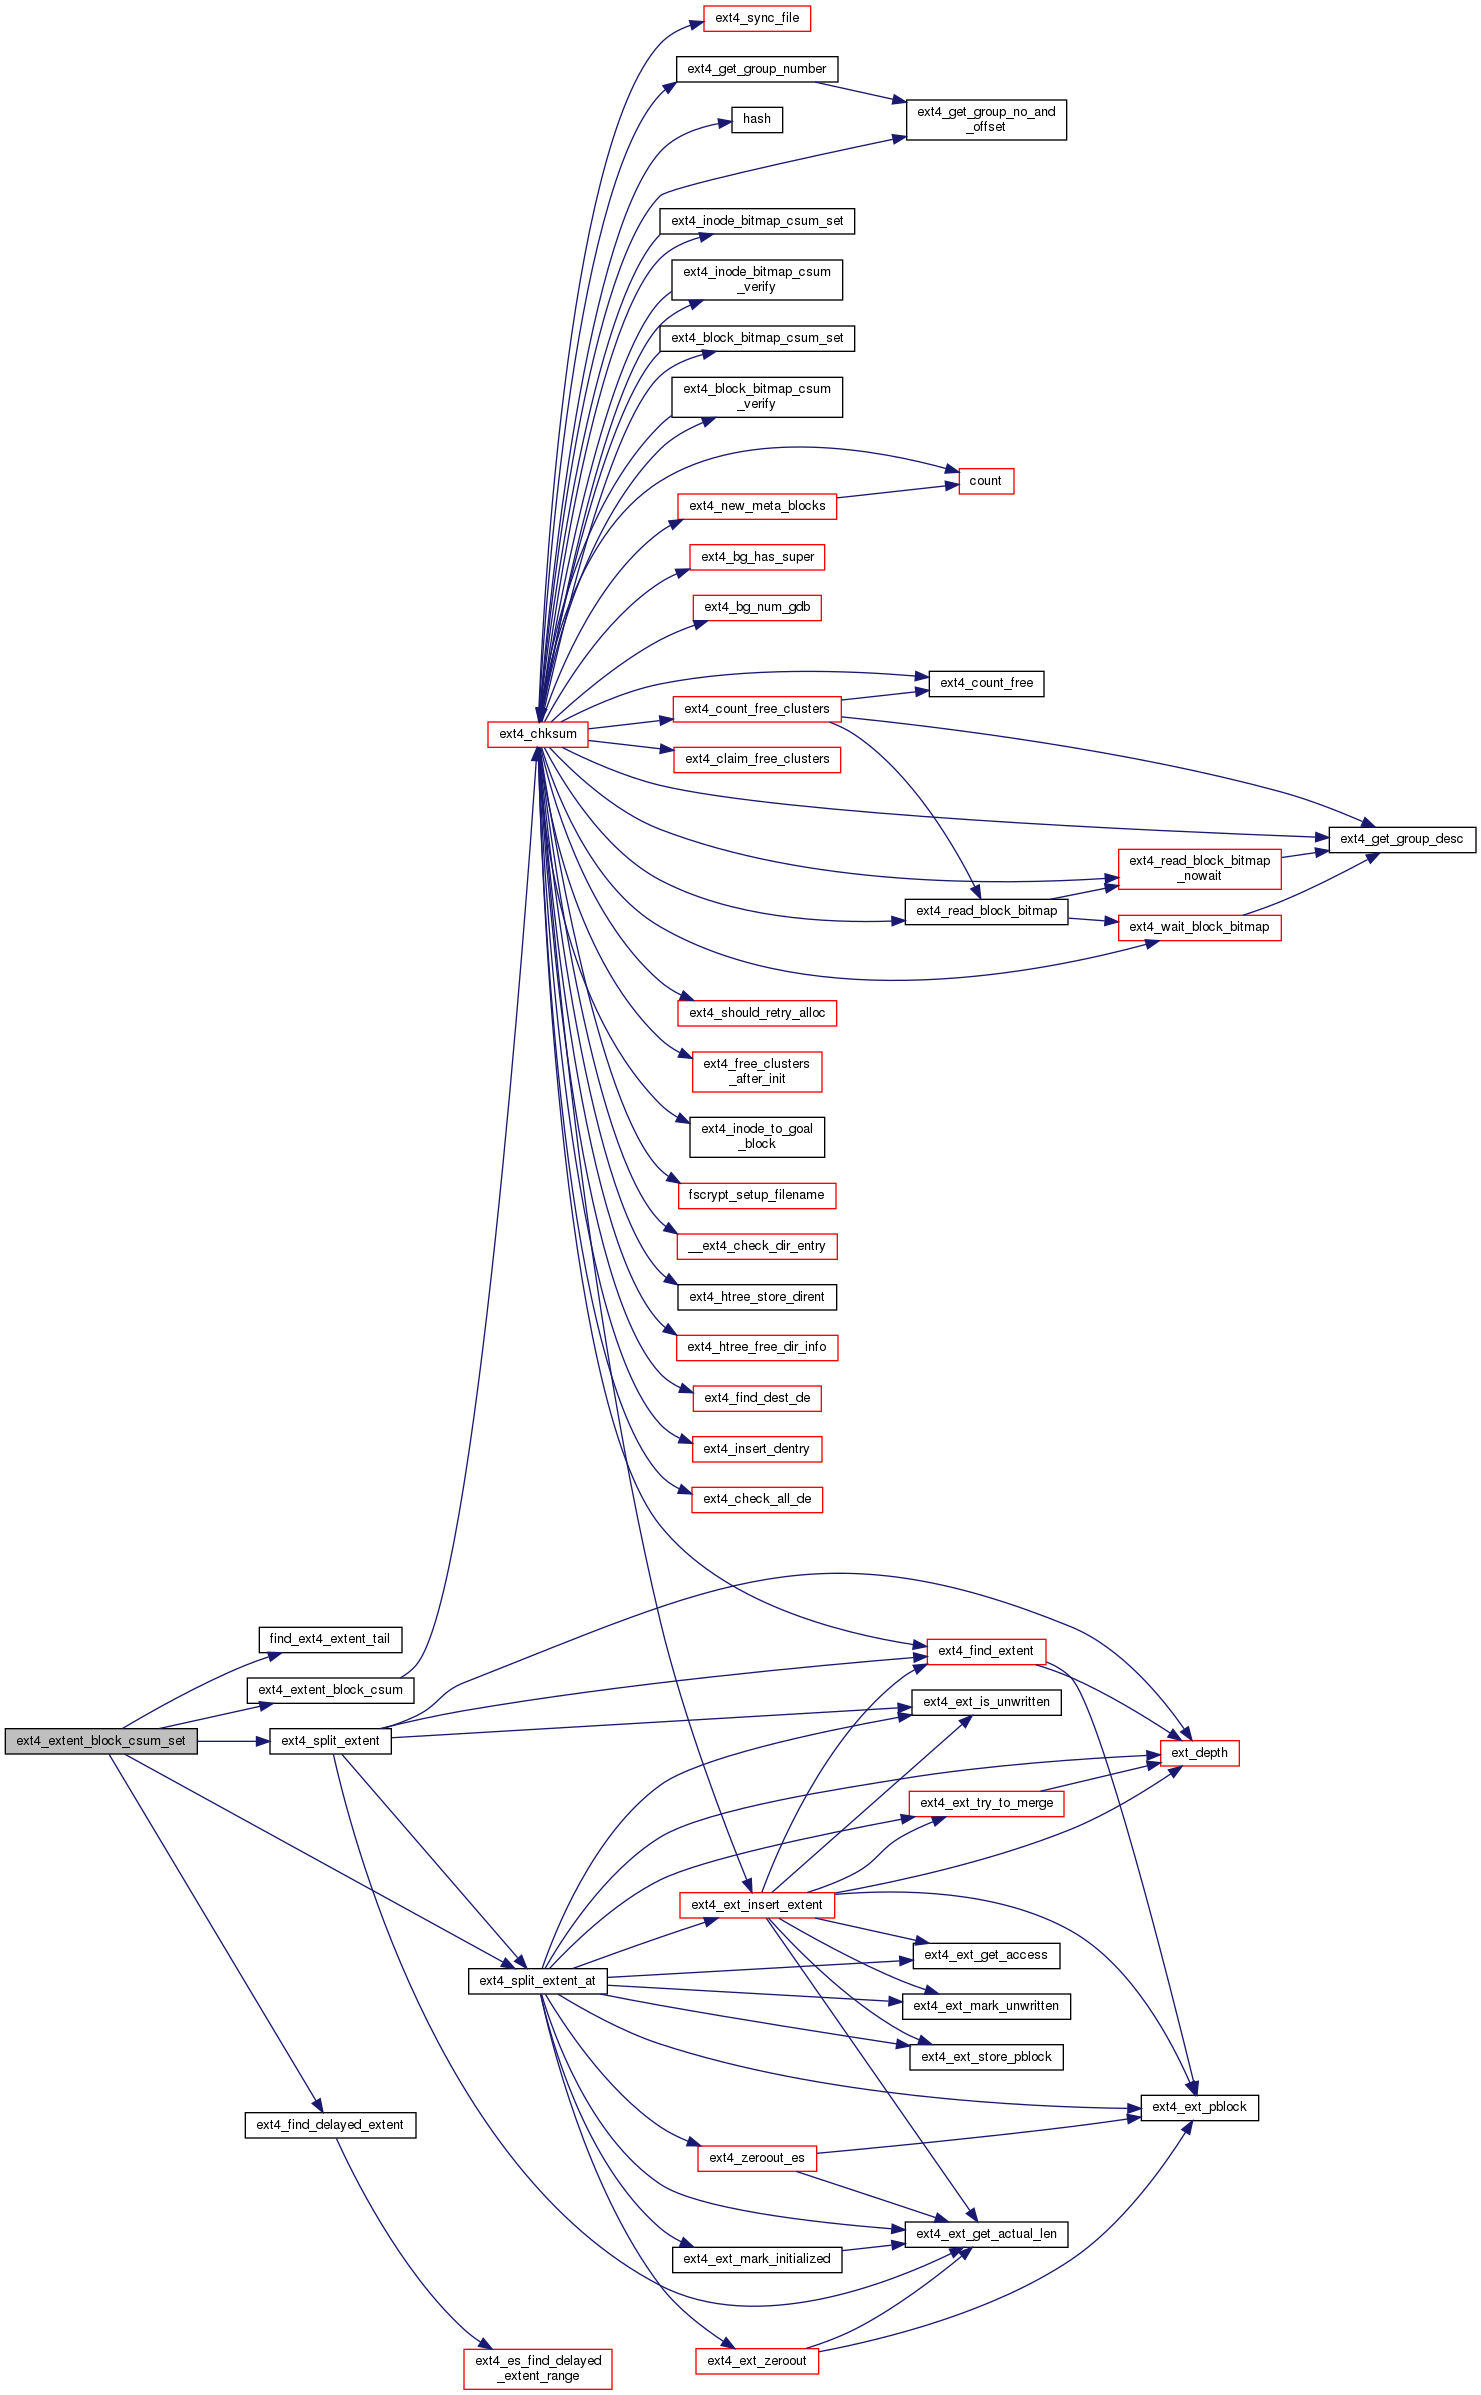 ext4_sync_file
ext4_get_group_number
ext4_get_group_no_and
_offset
hash
ext4_inode_bitmap_csum_set
ext4_inode_bitmap_csum
_verify
ext4_block_bitmap_csum_set
ext4_block_bitmap_csum
_verify
count
ext4_new_meta_blocks
ext4_bg_has_super
ext4_bg_num_gdb
ext4_count_free
ext4_count_free_clusters
ext4_chksum
ext4_claim_free_clusters
ext4_get_group_desc
ext4_read_block_bitmap
_nowait
ext4_read_block_bitmap
ext4_wait_block_bitmap
ext4_should_retry_alloc
ext4_free_clusters
_after_init
ext4_inode_to_goal
_block
fscrypt_setup_filename
__ext4_check_dir_entry
ext4_htree_store_dirent
ext4_htree_free_dir_info
ext4_find_dest_de
ext4_insert_dentry
ext4_check_all_de
find_ext4_extent_tail
ext4_find_extent
ext4_extent_block_csum
ext4_ext_is_unwritten
ext4_extent_block_csum_set
ext4_split_extent
ext_depth
ext4_ext_try_to_merge
ext4_ext_insert_extent
ext4_ext_get_access
ext4_split_extent_at
ext4_ext_mark_unwritten
ext4_ext_store_pblock
ext4_ext_pblock
ext4_find_delayed_extent
ext4_zeroout_es
ext4_ext_get_actual_len
ext4_ext_mark_initialized
ext4_ext_zeroout
ext4_es_find_delayed
_extent_range